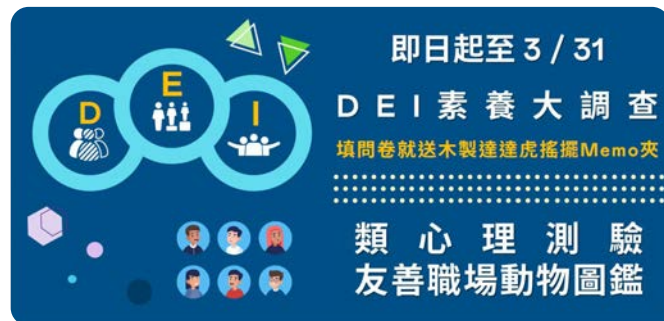 D
E
I
即日起至 3 / 31
DEI素養大調查
填問卷就送木製達達虎搖擺Memo夾
類心理測驗
友善職場動物圖鑑